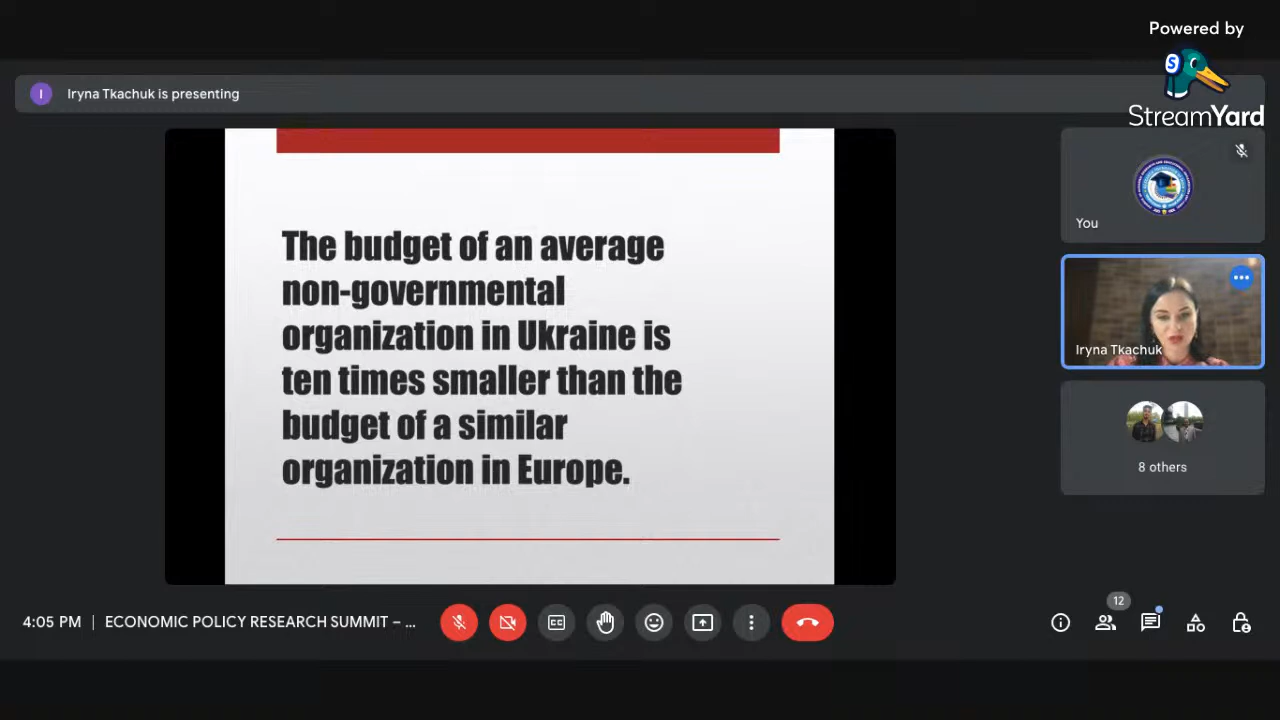 Powered by
StreamYard
I
Iryna Tkachuk is presenting
The budget of an average
non-governmental
organization in Ukraine is
ten times smaller than the
budget of a similar
organization in Europe.
You
Iryna Tkachuk
8 others
4:05 PM | ECONOMIC POLICY RESEARCH SUMMIT – ...
CC
12